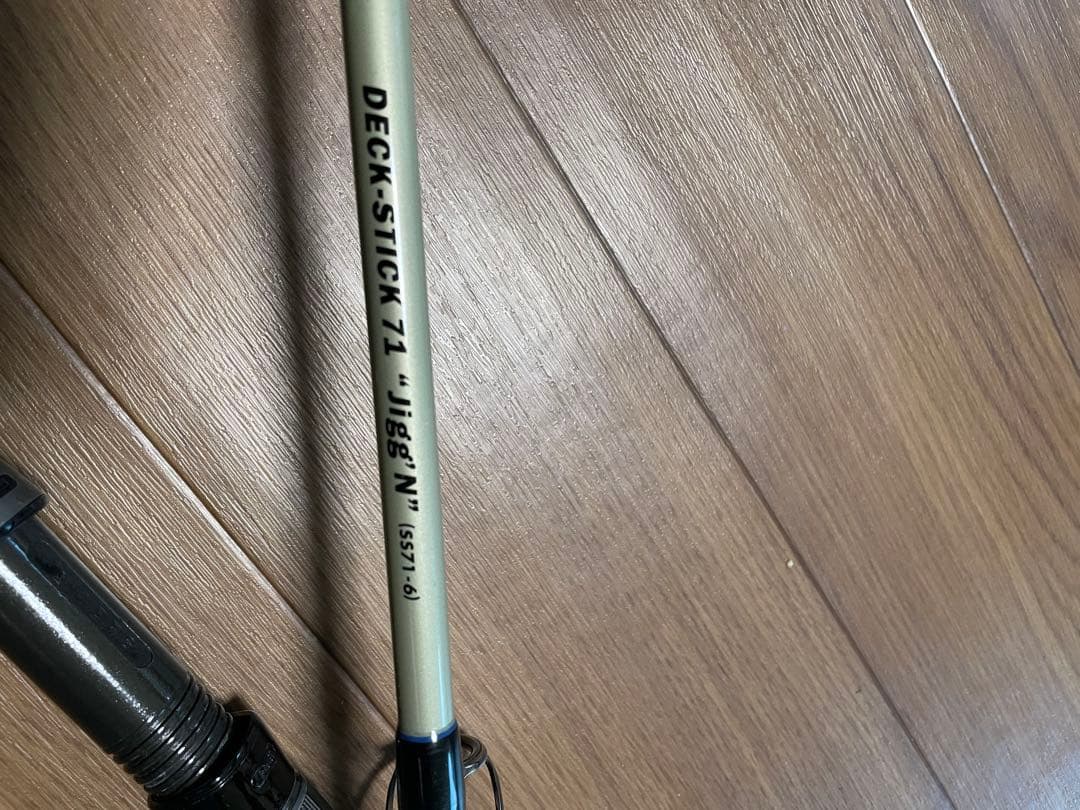 DECK-STICK 71 “Jigg'N” (SS71-6)